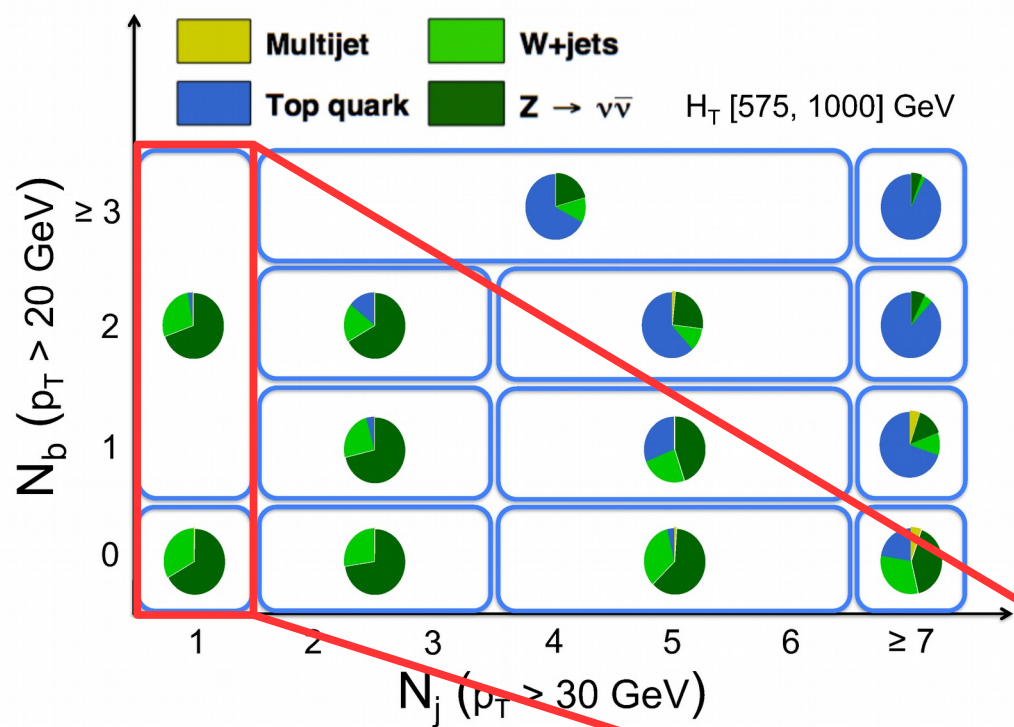 Multijet
W+jets
Top quark
Z → νν̅
H_T [575, 1000] GeV
N_b (p_T > 20 GeV)
≥ 3
2
1
0
1
2
3
4
5
6
≥ 7
N_j (p_T > 30 GeV)